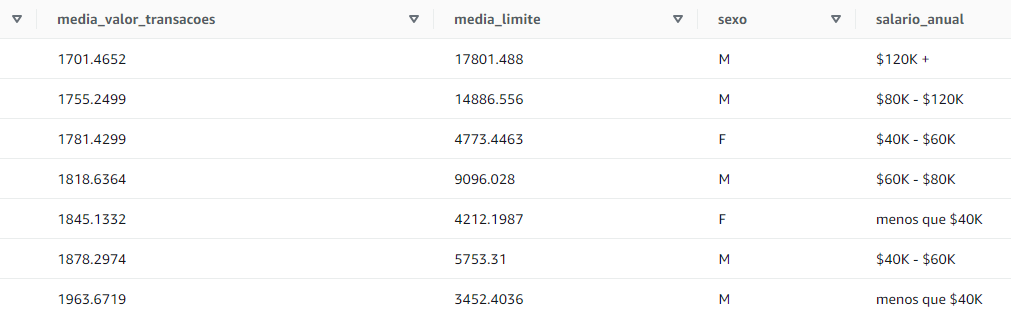 media_valor_transacoes media_limite sexo salario_anual
1701.4652 17801.488 M $120K +
1755.2499 14886.556 M $80K - $120K
1781.4299 4773.4463 F $40K - $60K
1818.6364 9096.028 M $60K - $80K
1845.1332 4212.1987 F menos que $40K
1878.2974 5753.31 M $40K - $60K
1963.6719 3452.4036 M menos que $40K